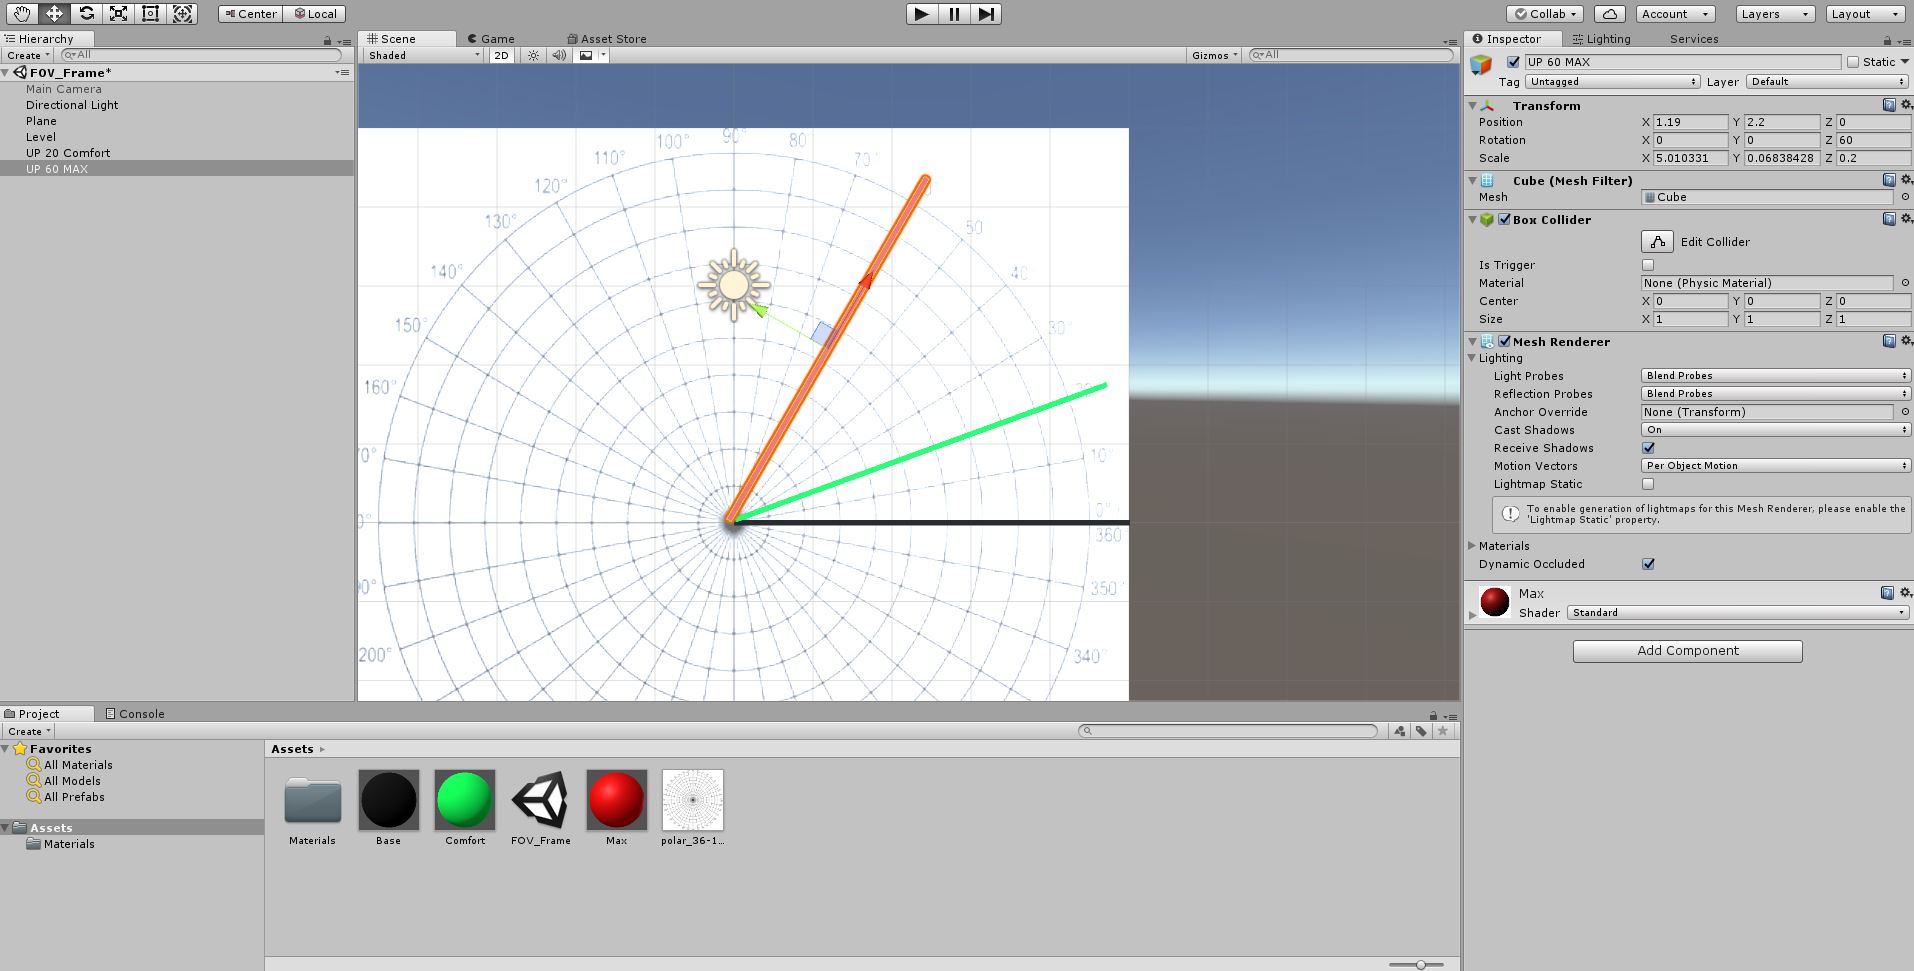 Center
Local
Collab
Account
Layers
Layout
Hierarchy
Create
All
FOV_Frame*
Main Camera
Directional Light
Plane
Level
UP 20 Comfort
UP 60 MAX
Scene
Game
Asset Store
Shaded
2D
Gizmos
All
90°
100°
80°
110°
70°
120°
130°
50
140°
40
150°
30°
160°
10°
0°
360
350°
200°
340°
Inspector
Lighting
Services
UP 60 MAX
Static
Tag Untagged Layer Default
Transform
Position X 1.19 Y 2.2 Z 0
Rotation X 0 Y 0 Z 60
Scale X 5.010331 Y 0.06838428 Z 0.2
Cube (Mesh Filter)
Mesh Cube
Box Collider
Edit Collider
Is Trigger
Material None (Physic Material)
Center X 0 Y 0 Z 0
Size X 1 Y 1 Z 1
Mesh Renderer
Lighting
Light Probes Blend Probes
Reflection Probes Blend Probes
Anchor Override None (Transform)
Cast Shadows On
Receive Shadows
Motion Vectors Per Object Motion
Lightmap Static
To enable generation of lightmaps for this Mesh Renderer, please enable the
'Lightmap Static' property.
Materials
Dynamic Occluded
Max
Shader Standard
Add Component
Project
Console
Create
Favorites
All Materials
All Models
All Prefabs
Assets
Materials
Assets
Materials
Base
Comfort
FOV_Frame
Max
polar_36-1...